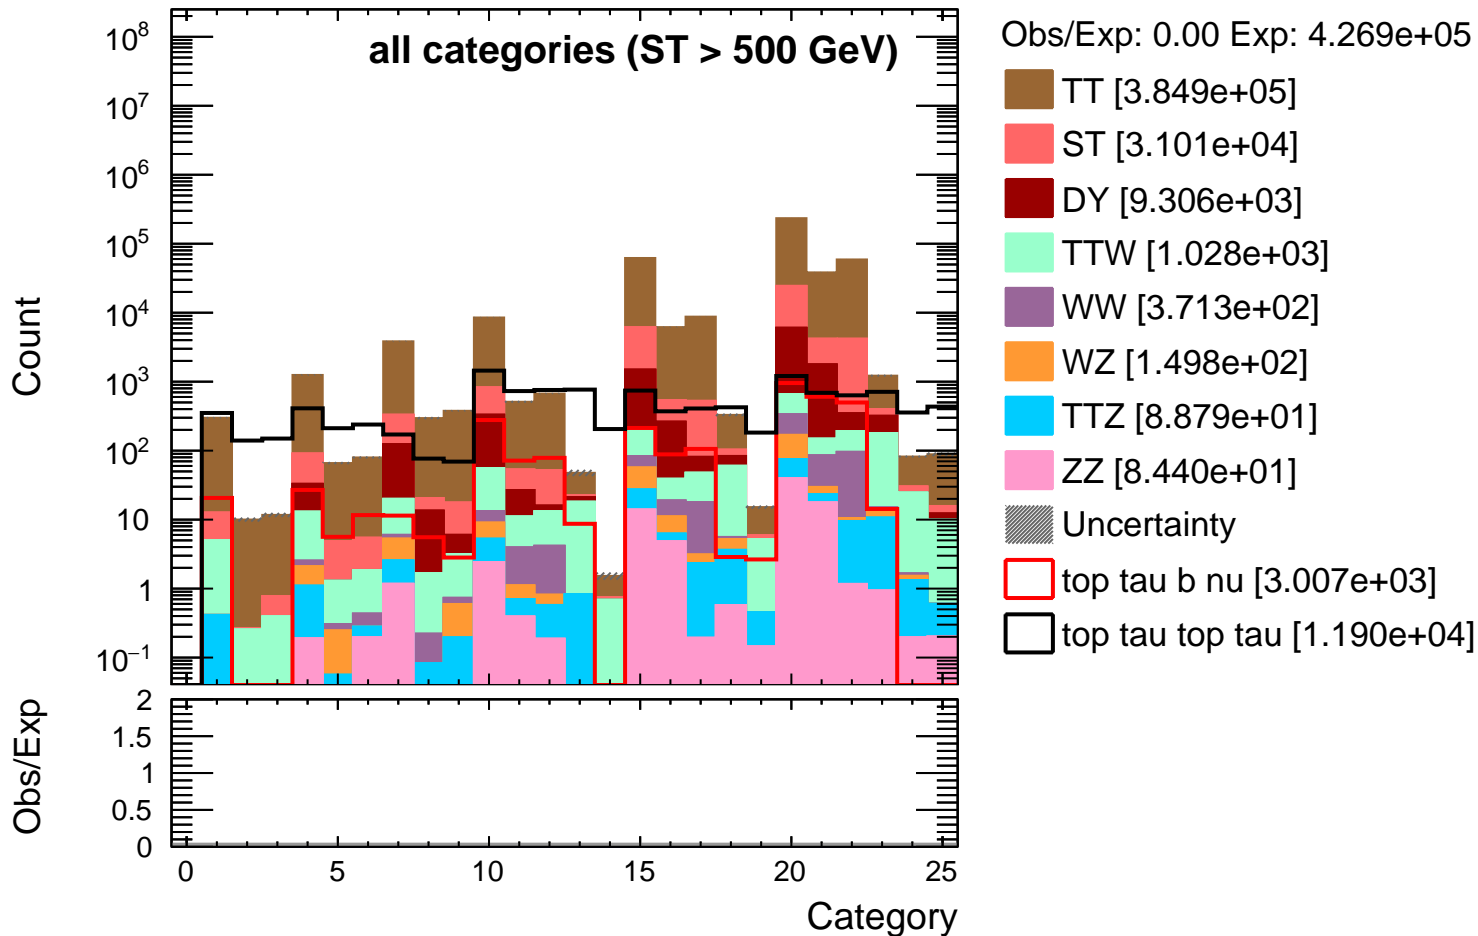 all categories (ST > 500 GeV)
Obs/Exp: 0.00 Exp: 4.269e+05
TT [3.849e+05]
ST [3.101e+04]
DY [9.306e+03]
TTW [1.028e+03]
WW [3.713e+02]
WZ [1.498e+02]
TTZ [8.879e+01]
ZZ [8.440e+01]
Uncertainty
top tau b nu [3.007e+03]
top tau top tau [1.190e+04]
Count
10⁸
10⁷
10⁶
10⁵
10⁴
10³
10²
10
1
10⁻¹
Obs/Exp
2
1.5
1
0.5
0
0 5 10 15 20 25
Category